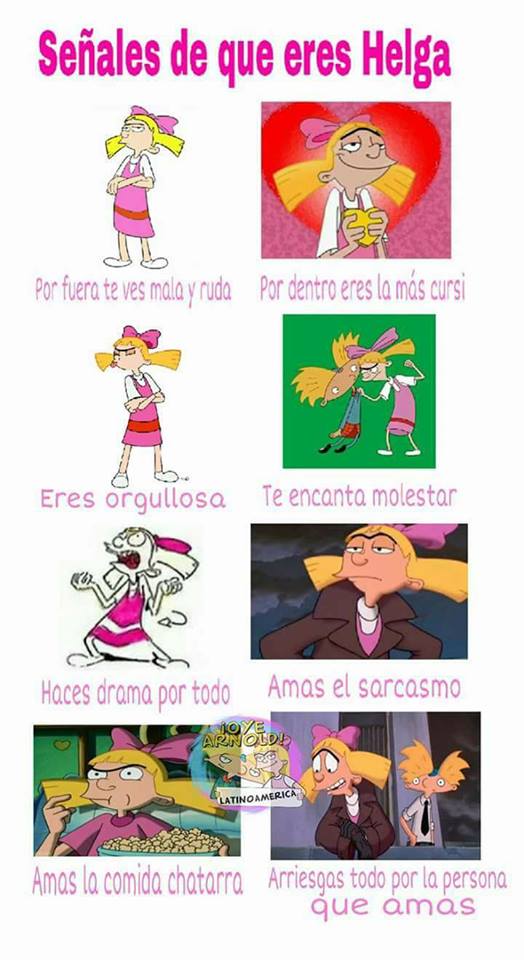 Señales de que eres Helga
Por fuera te ves mala y ruda
Por dentro eres la más cursi
Eres orgullosa
Te encanta molestar
Haces drama por todo
Amas el sarcasmo
¡OYE
ARNOLD!
LATINOAMERICA
Amas la comida chatarra
Arriesgas todo por la persona
que amas